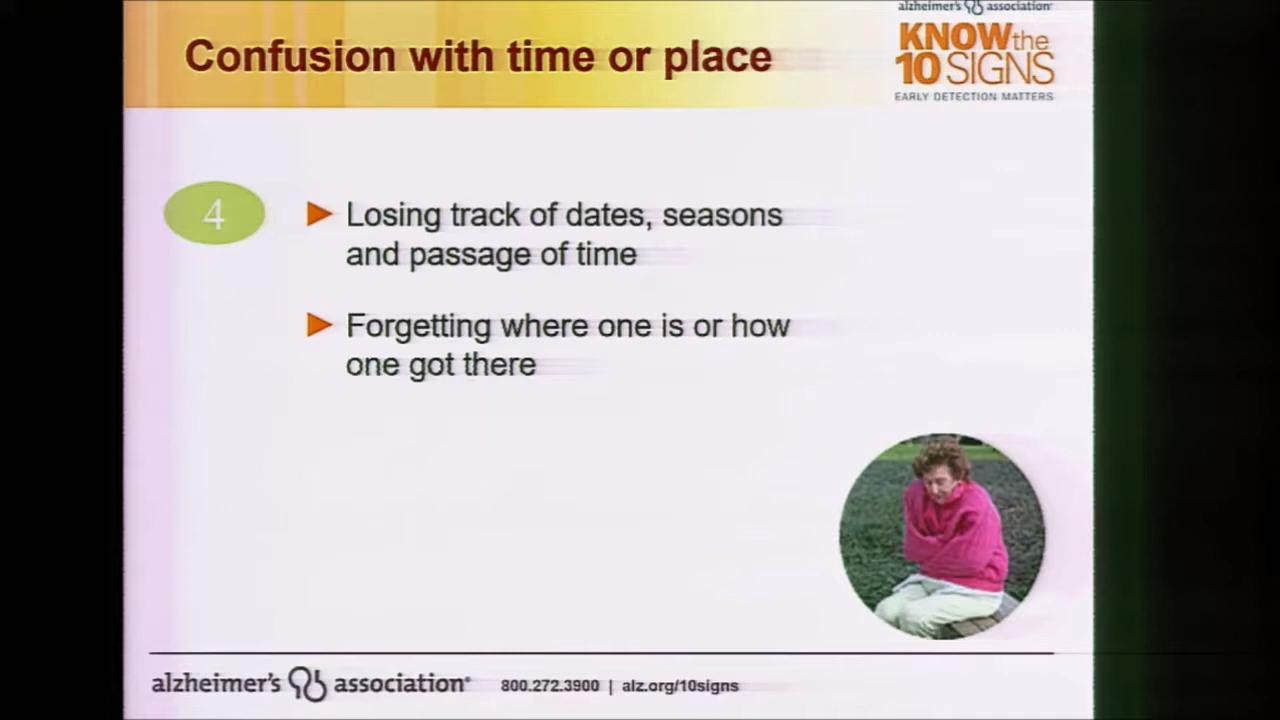 alzheimer's association
Confusion with time or place
KNOW the
10 SIGNS
EARLY DETECTION MATTERS
4
Losing track of dates, seasons
and passage of time
Forgetting where one is or how
one got there
alzheimer's association® 800.272.3900 | alz.org/10signs